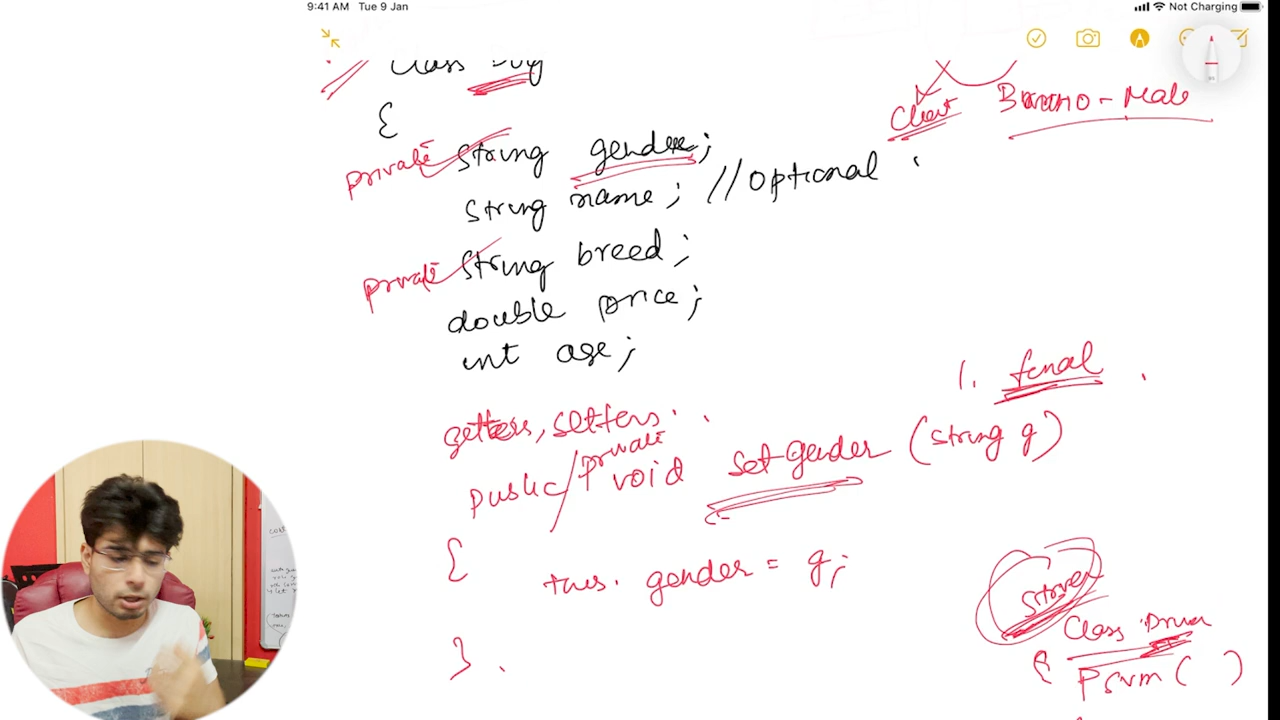 9:41 AM Tue 9 Jan
Not Charging
Class Dog
{
private String gender;
Client
Bruno - Male
String name; //Optional
private String breed;
double price;
int age;
1. final
getters, setters.
public/private void set gender (string g)
{
this. gender = g;
}
Class Driver
{ Psvm ( )